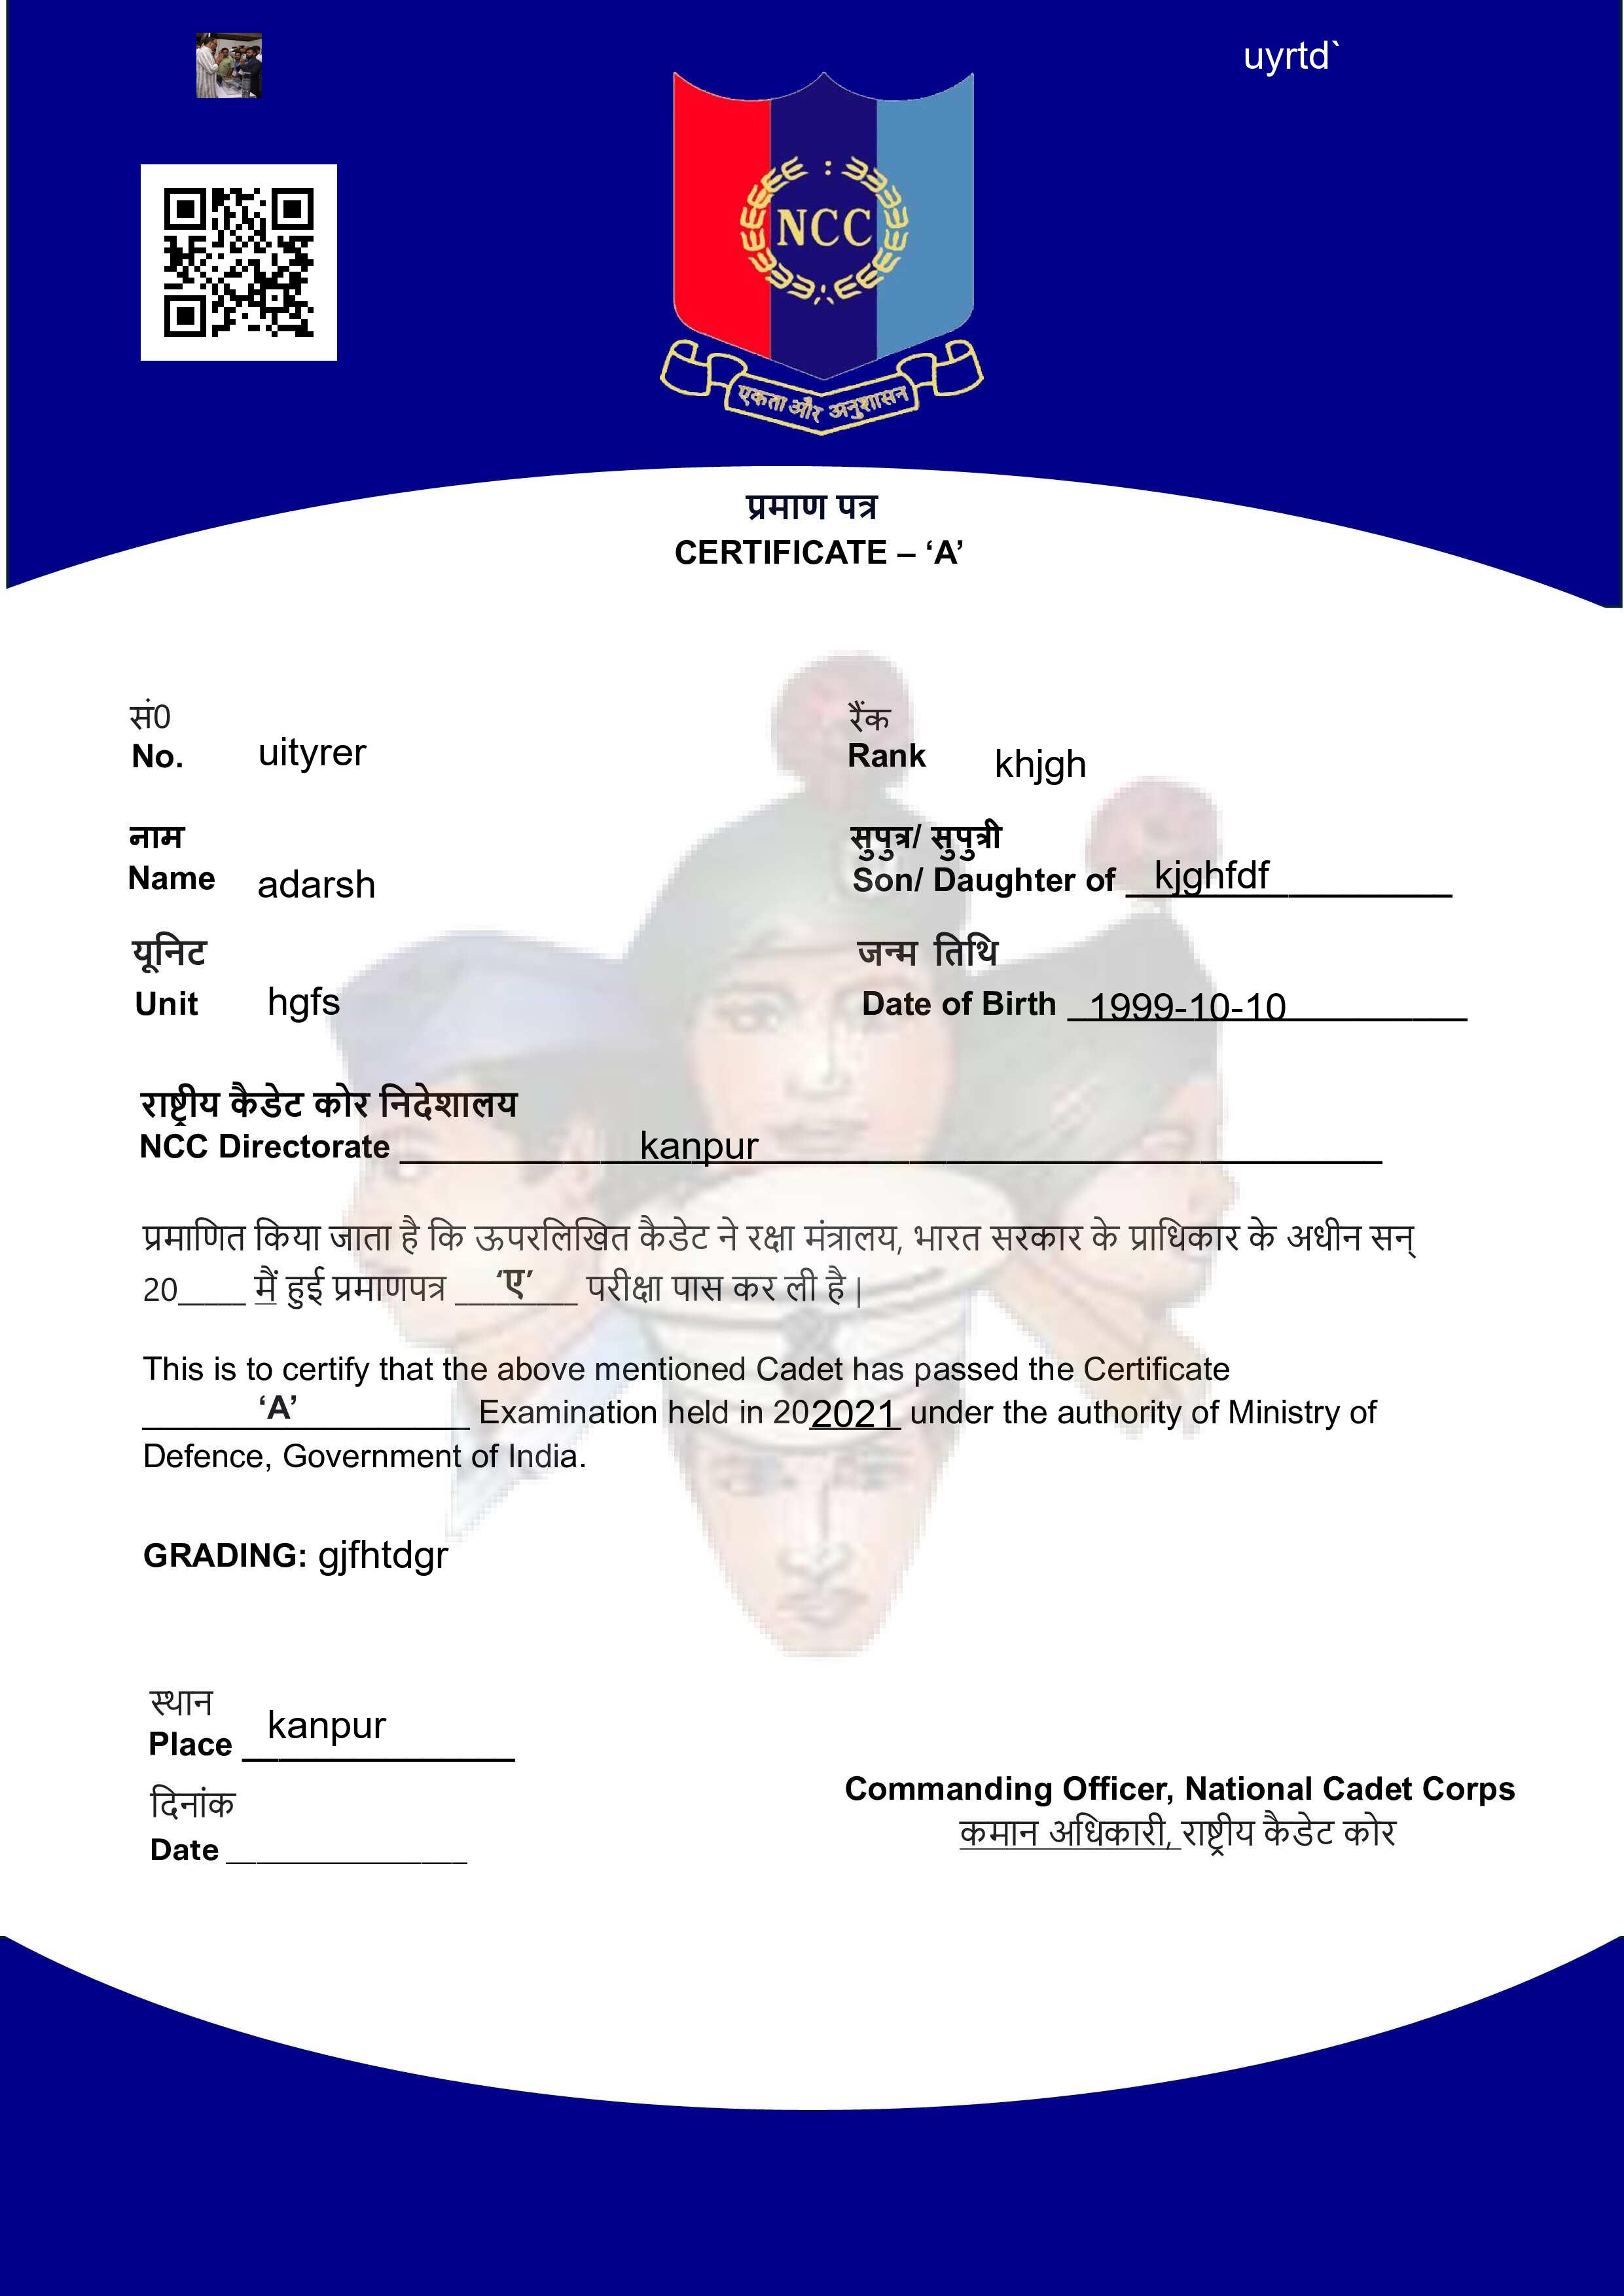 uyrtd`
NCC
एकता और अनुशासन
प्रमाण पत्र
CERTIFICATE – ‘A’
सं0
No. uityrer
रैंक
Rank khjgh
नाम
Name adarsh
सुपुत्र/ सुपुत्री
Son/ Daughter of kjghfdf
यूनिट
Unit hgfs
जन्म तिथि
Date of Birth 1999-10-10
राष्ट्रीय कैडेट कोर निदेशालय
NCC Directorate kanpur
प्रमाणित किया जाता है कि ऊपरलिखित कैडेट ने रक्षा मंत्रालय, भारत सरकार के प्राधिकार के अधीन सन्
20____ मैं हुई प्रमाणपत्र ‘ए’ परीक्षा पास कर ली है |
This is to certify that the above mentioned Cadet has passed the Certificate
‘A’ Examination held in 202021 under the authority of Ministry of
Defence, Government of India.
GRADING: gjfhtdgr
स्थान
Place kanpur
दिनांक
Date ____________
Commanding Officer, National Cadet Corps
कमान अधिकारी, राष्ट्रीय कैडेट कोर